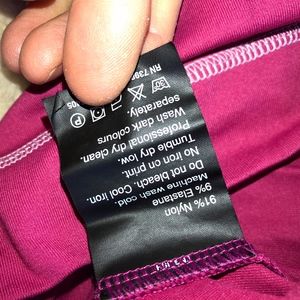 91% Nylon
9% Elastane
Machine wash cold.
Do not bleach. Cool iron.
No Iron on print.
Tumble dry low.
Professional dry clean.
Wash dark colours
separately.
30